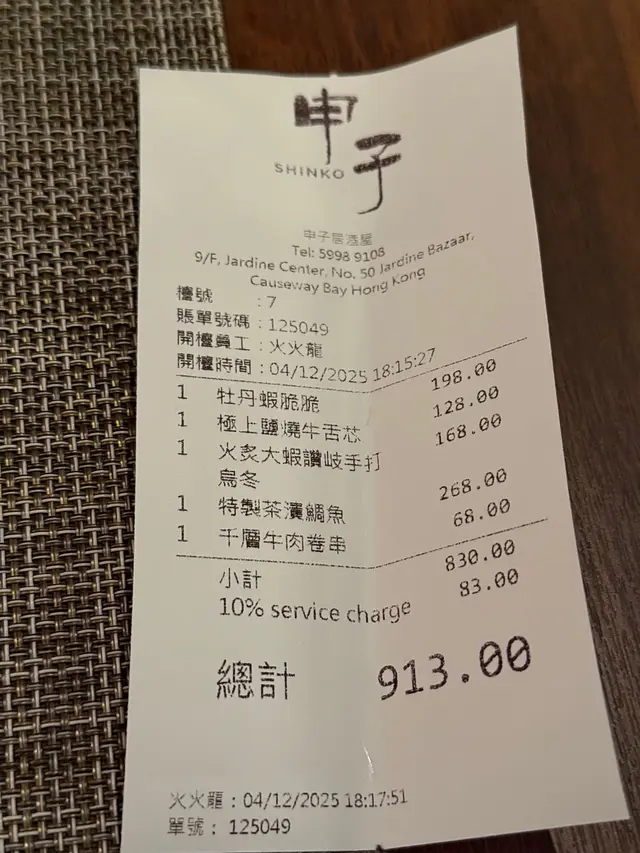 申子
SHINKO
申子居酒屋
Tel: 5998 9108
9/F, Jardine Center, No. 50 Jardine Bazaar,
Causeway Bay Hong Kong
檯號 : 7
賬單號碼 : 125049
開檯員工 : 火火龍
開檯時間 : 04/12/2025 18:15:27
1 牡丹蝦脆脆 198.00
1 極上鹽燒牛舌芯 128.00
1 火炙大蝦讚岐手打 168.00
烏冬
1 特製茶漬鯛魚 268.00
1 千層牛肉卷串 68.00
小計 830.00
10% service charge 83.00
總計 913.00
火火龍 : 04/12/2025 18:17:51
單號 : 125049